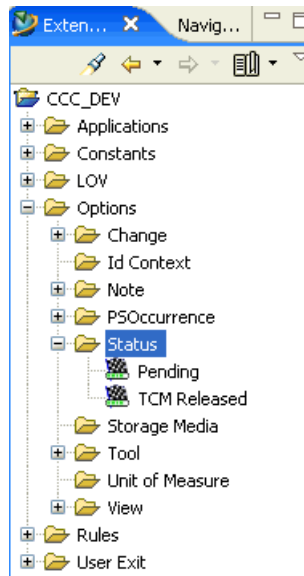 Exten... Navig...
CCC_DEV
Applications
Constants
LOV
Options
Change
Id Context
Note
PSOccurrence
Status
Pending
TCM Released
Storage Media
Tool
Unit of Measure
View
Rules
User Exit